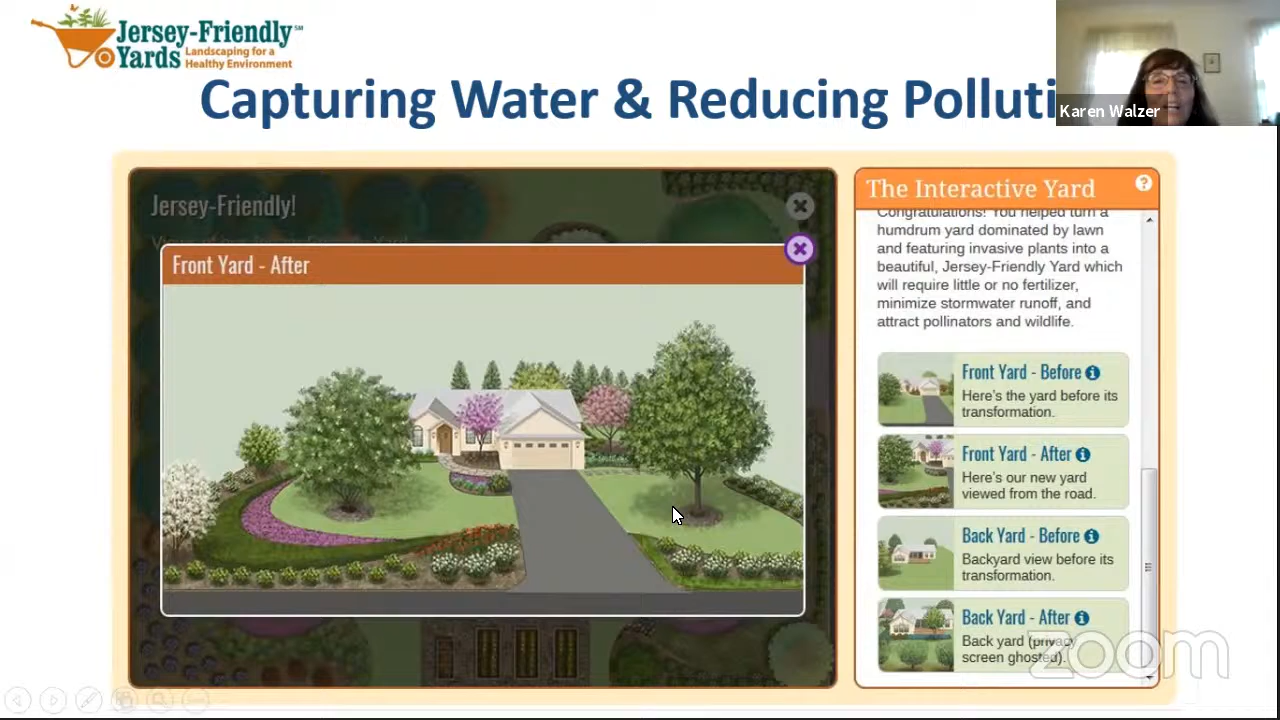 Jersey-Friendly SM
Yards Landscaping for a
Healthy Environment
Capturing Water & Reducing Polluti
Karen Walzer
Jersey-Friendly!
Front Yard - After
The Interactive Yard
?
Congratulations! You helped turn a
humdrum yard dominated by lawn
and featuring invasive plants into a
beautiful, Jersey-Friendly Yard which
will require little or no fertilizer,
minimize stormwater runoff, and
attract pollinators and wildlife.
Front Yard - Before
Here's the yard before its
transformation.
Front Yard - After
Here's our new yard
viewed from the road.
Back Yard - Before
Backyard view before its
transformation.
Back Yard - After
Back yard (privacy
screen ghosted).
zoom